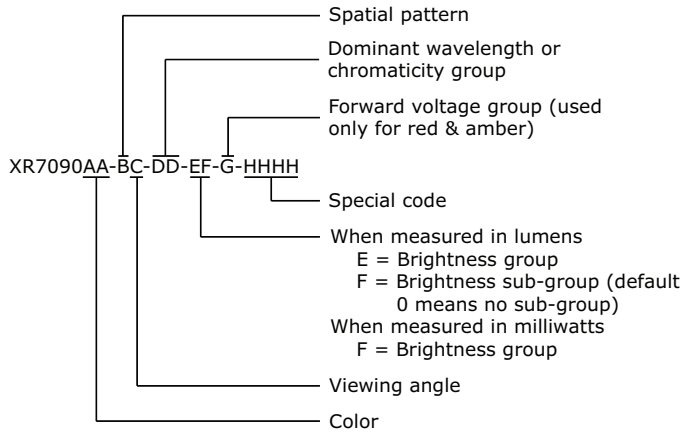 Spatial pattern
Dominant wavelength or
chromaticity group
Forward voltage group (used
only for red & amber)
XR7090AA-BC-DD-EF-G-HHHH
Special code
When measured in lumens
E = Brightness group
F = Brightness sub-group (default
0 means no sub-group)
When measured in milliwatts
F = Brightness group
Viewing angle
Color